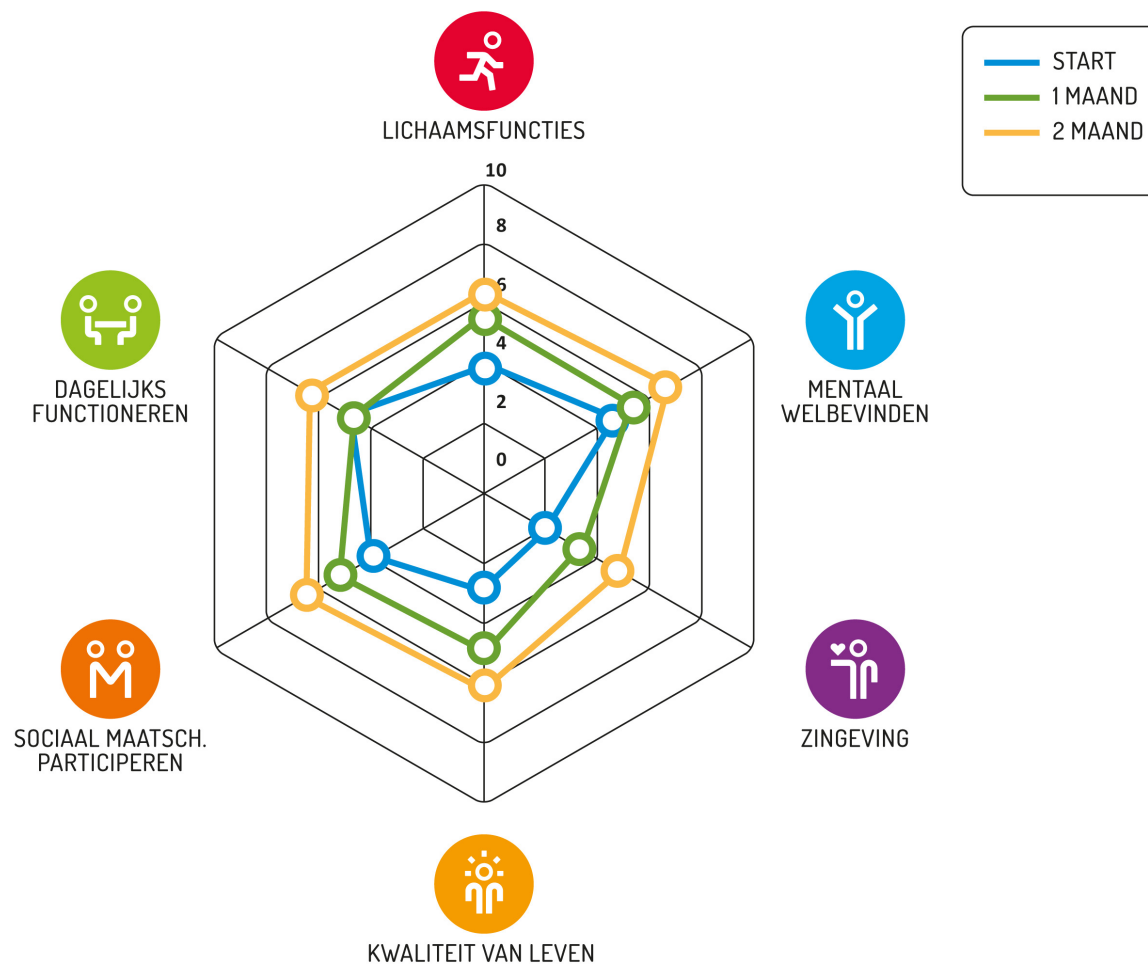 START
1 MAAND
2 MAAND
LICHAAMSFUNCTIES
10
8
6
4
2
0
DAGELIJKS
FUNCTIONEREN
MENTAAL
WELBEVINDEN
SOCIAAL MAATSCH.
PARTICIPEREN
ZINGEVING
KWALITEIT VAN LEVEN